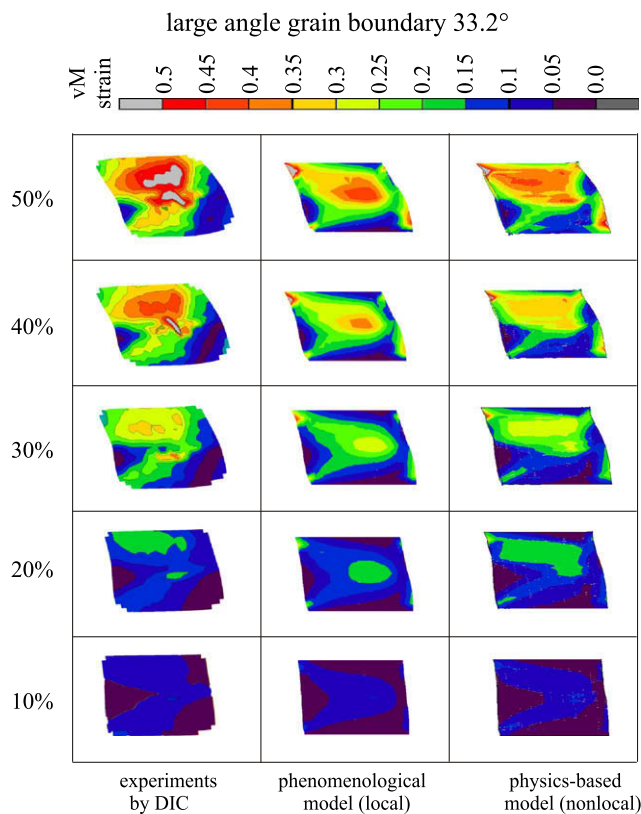 large angle grain boundary 33.2°
vM
strain
0.5
0.45
0.4
0.35
0.3
0.25
0.2
0.15
0.1
0.05
0.0
50%
40%
30%
20%
10%
experiments
by DIC
phenomenological
model (local)
physics-based
model (nonlocal)